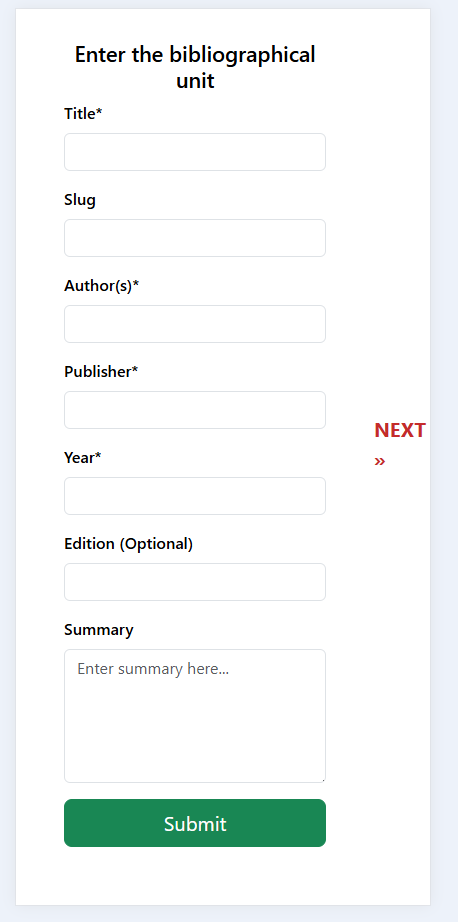 Enter the bibliographical
unit
Title*
Slug
Author(s)*
Publisher*
Year*
Edition (Optional)
Summary
Enter summary here...
Submit
NEXT
»